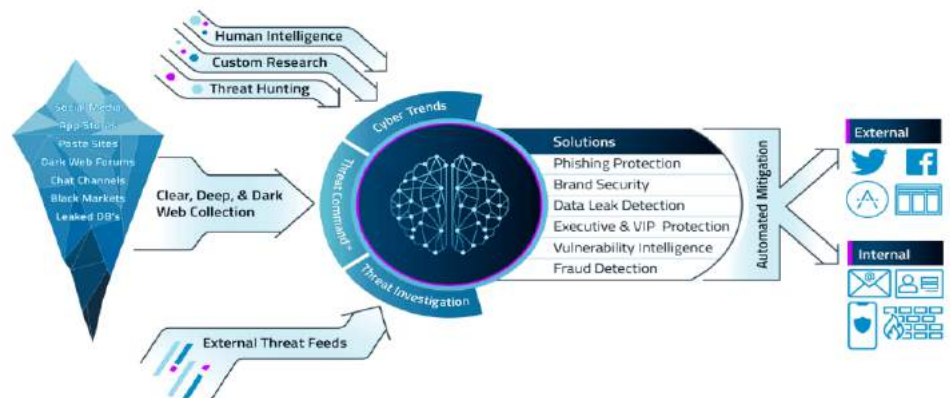 Human Intelligence
Custom Research
Threat Hunting
Social Media
App Stores
Paste Sites
Dark Web Forums
Chat Channels
Black Markets
Leaked DB's
Clear, Deep, & Dark
Web Collection
External Threat Feeds
Cyber Trends
Threat Command™
Threat Investigation
Solutions
Phishing Protection
Brand Security
Data Leak Detection
Executive & VIP Protection
Vulnerability Intelligence
Fraud Detection
Automated Mitigation
External
Internal